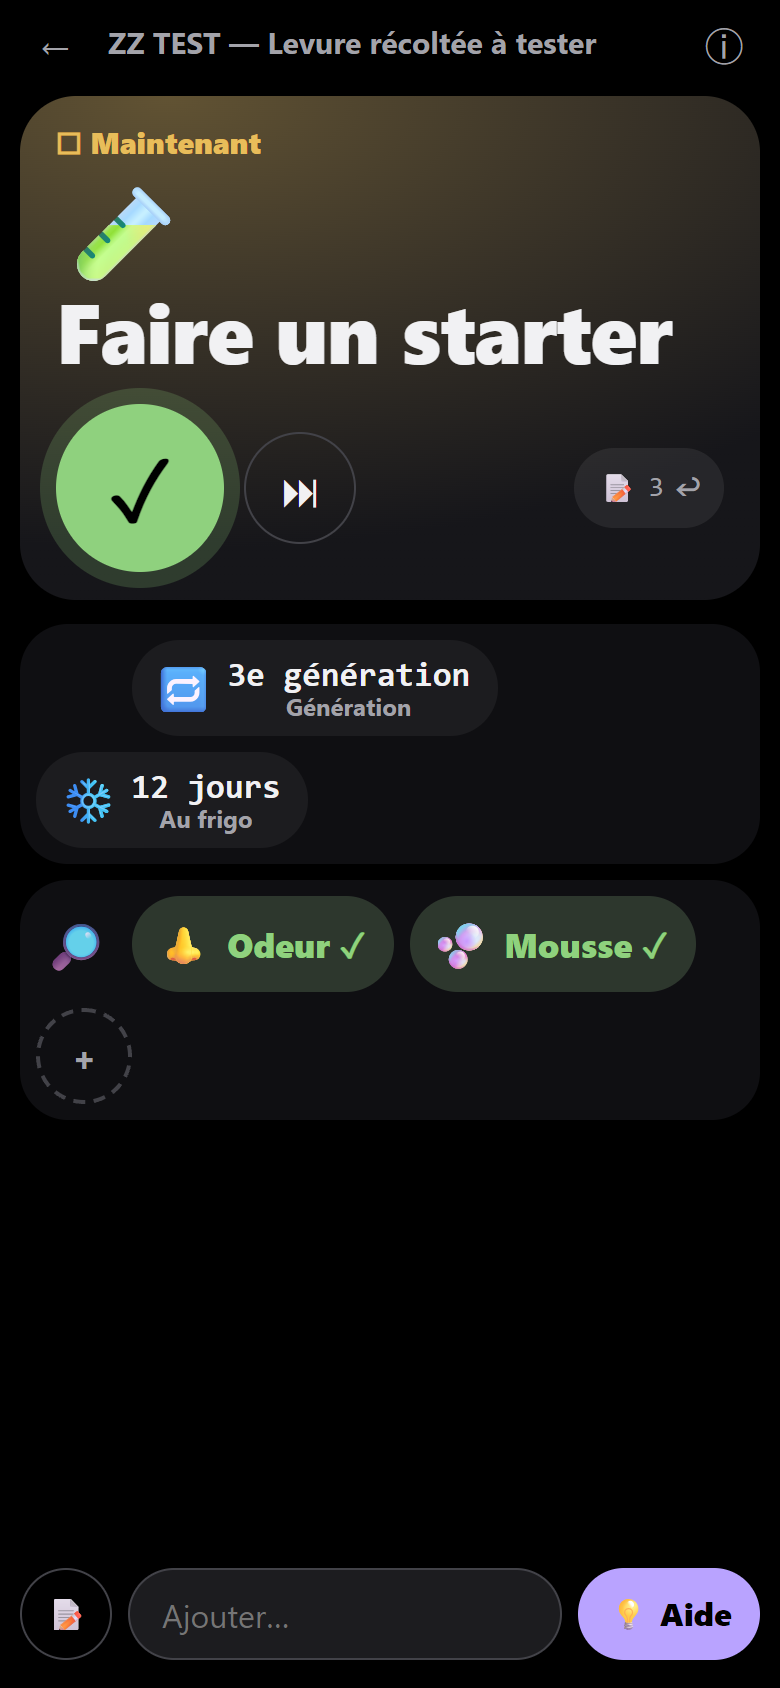 ← ZZ TEST — Levure récoltée à tester ⓘ
☐ Maintenant
Faire un starter
✓ ⏭ 📝 3 ↩
3e génération
Génération
12 jours
Au frigo
Odeur ✓ Mousse ✓
+
Ajouter... Aide